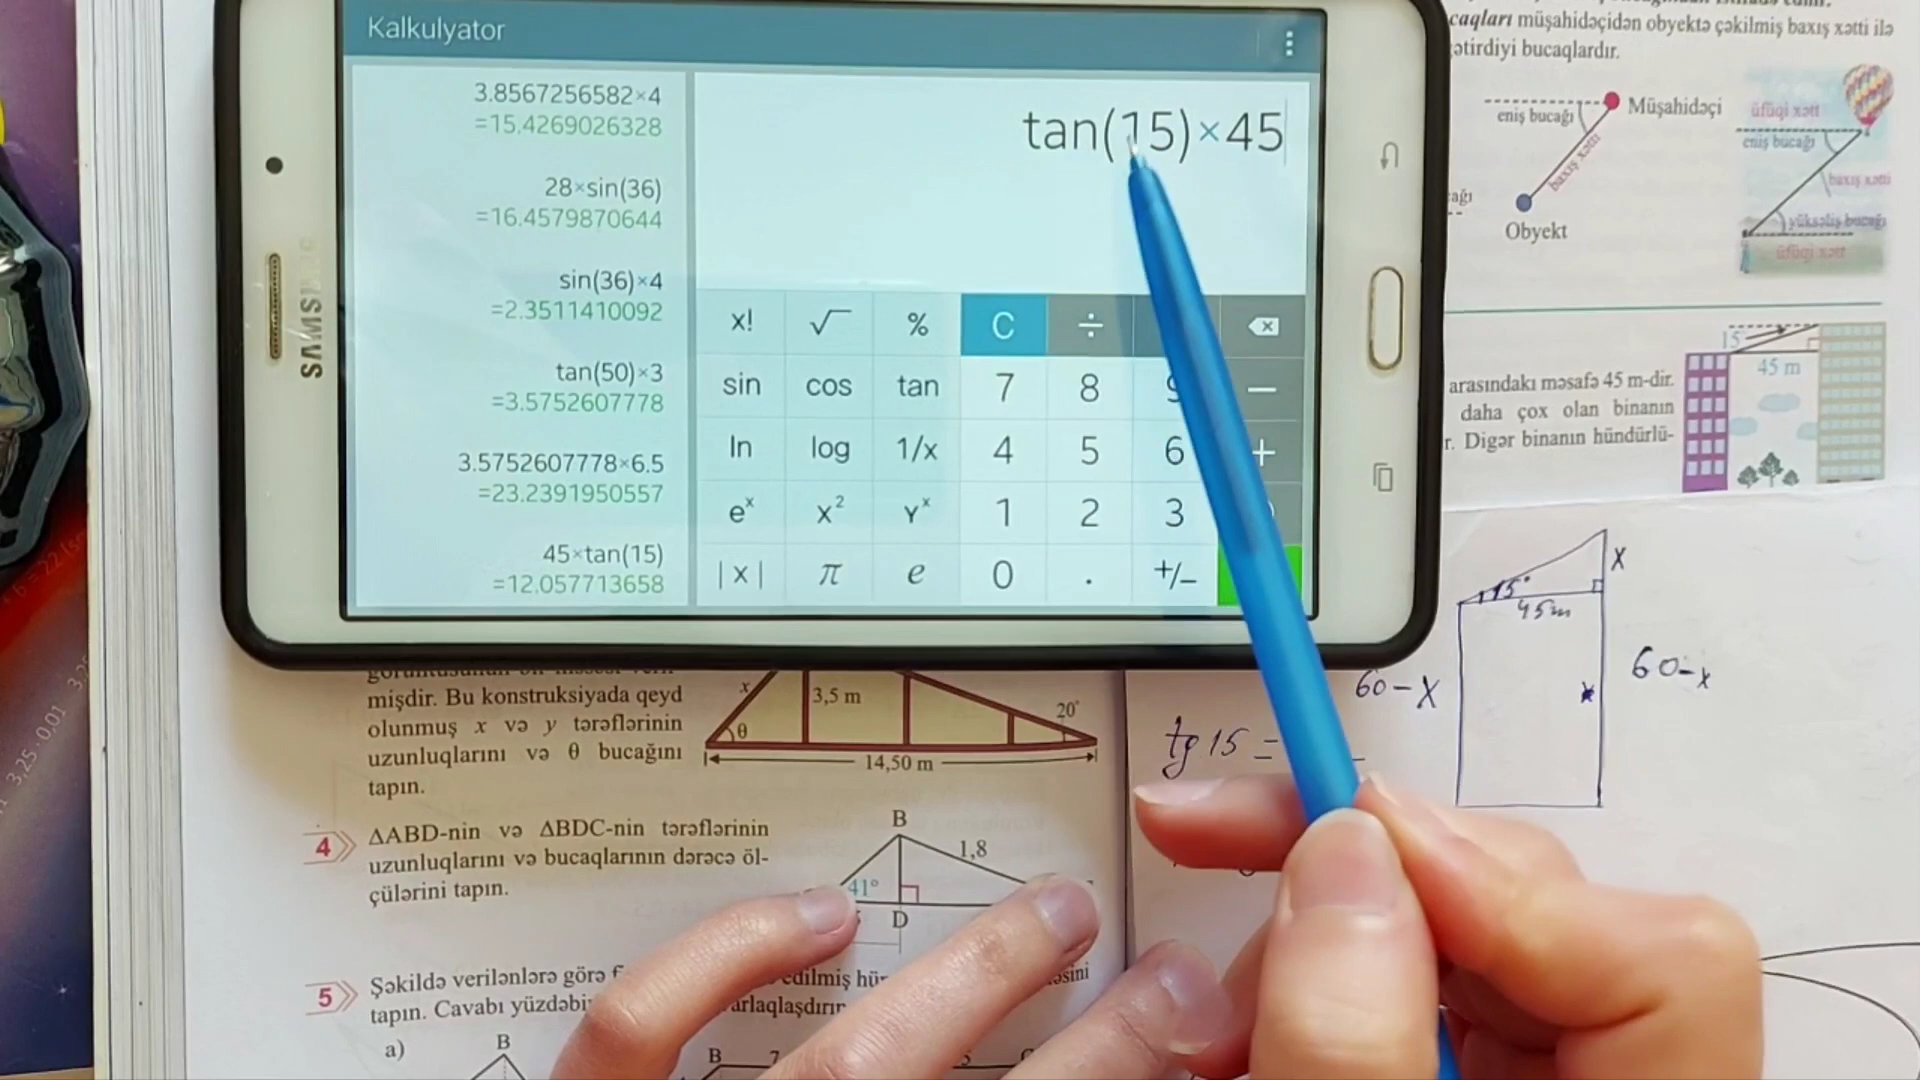 Kalkulyator
3.8567256582×4
=15.4269026328
28×sin(36)
=16.4579870644
sin(36)×4
=2.3511410092
tan(50)×3
=3.5752607778
3.5752607778×6.5
=23.2391950557
45×tan(15)
=12.057713658
tan(15)×45
x! √ % C ÷
sin cos tan 7 8 9 −
ln log 1/x 4 5 6 +
eˣ x² Yˣ 1 2 3
|x| π e 0 . +/−
SAMSUNG
caqları müşahidəçidən obyektə çəkilmiş baxış xətti ilə
ətirdiyi bucaqlardır.
eniş bucağı
Müşahidəçi
baxış xətti
Obyekt
üfüqi xətt
eniş bucağı
baxış xətti
yüksəliş bucağı
üfüqi xətt
15°
45 m
arasındakı məsafə 45 m-dir.
daha çox olan binanın
r. Digər binanın hündürlü-
X
15°
45m
60-X
60-x
tg 15 =
mişdir. Bu konstruksiyada qeyd
olunmuş x və y tərəflərinin
uzunluqlarını və θ bucağını
tapın.
x
3,5 m
20°
θ
14,50 m
4
ΔABD-nin və ΔBDC-nin tərəflərinin
uzunluqlarını və bucaqlarının dərəcə öl-
çülərini tapın.
B
1,8
41°
D
5
Şəkildə verilənlərə görə
edilmiş
tapın. Cavabı
a)
B
B
7